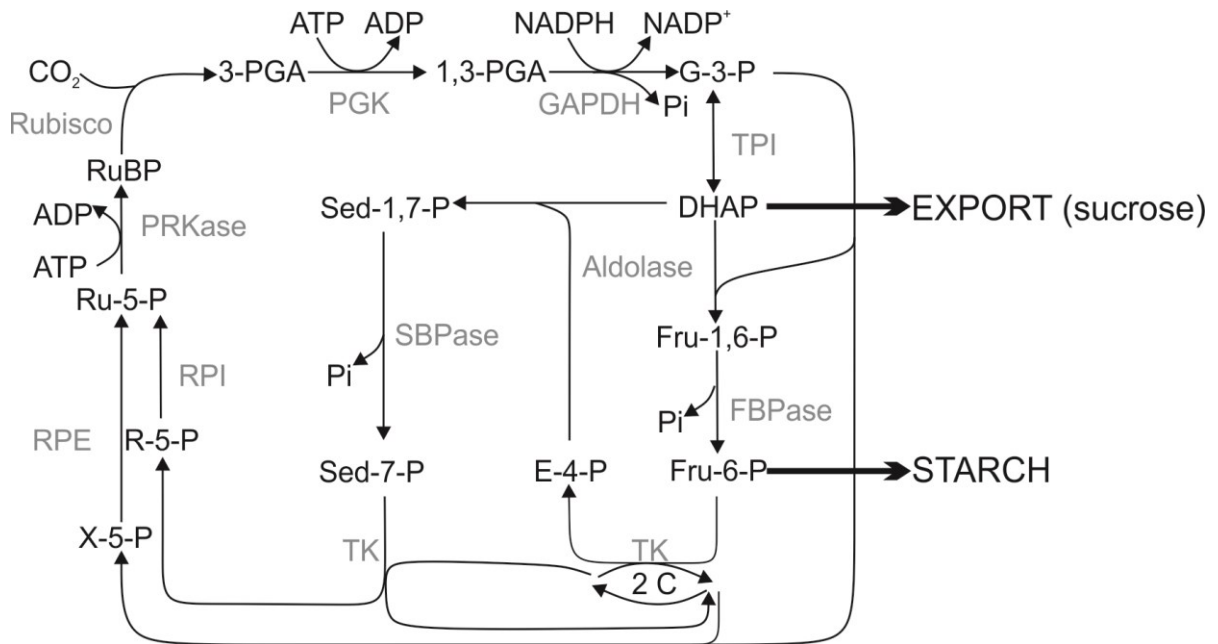 ATP ADP NADPH NADP+
CO2 3-PGA 1,3-PGA G-3-P
PGK GAPDH Pi
Rubisco
TPI
RuBP
ADP Sed-1,7-P DHAP EXPORT (sucrose)
PRKase
ATP Aldolase
Ru-5-P
Fru-1,6-P
SBPase
Pi RPI
FBPase
Pi
RPE R-5-P
Sed-7-P E-4-P Fru-6-P STARCH
X-5-P
TK TK
2 C